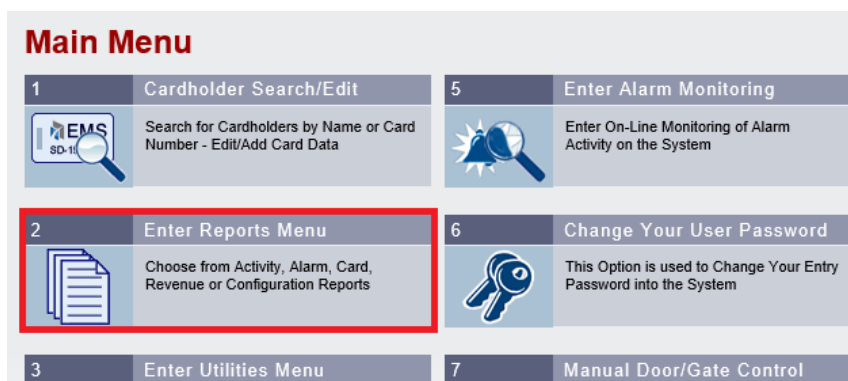 Main Menu
1 Cardholder Search/Edit
EMS
Search for Cardholders by Name or Card
Number - Edit/Add Card Data
5 Enter Alarm Monitoring
Enter On-Line Monitoring of Alarm
Activity on the System
2 Enter Reports Menu
Choose from Activity, Alarm, Card,
Revenue or Configuration Reports
6 Change Your User Password
This Option is used to Change Your Entry
Password into the System
3 Enter Utilities Menu
7 Manual Door/Gate Control